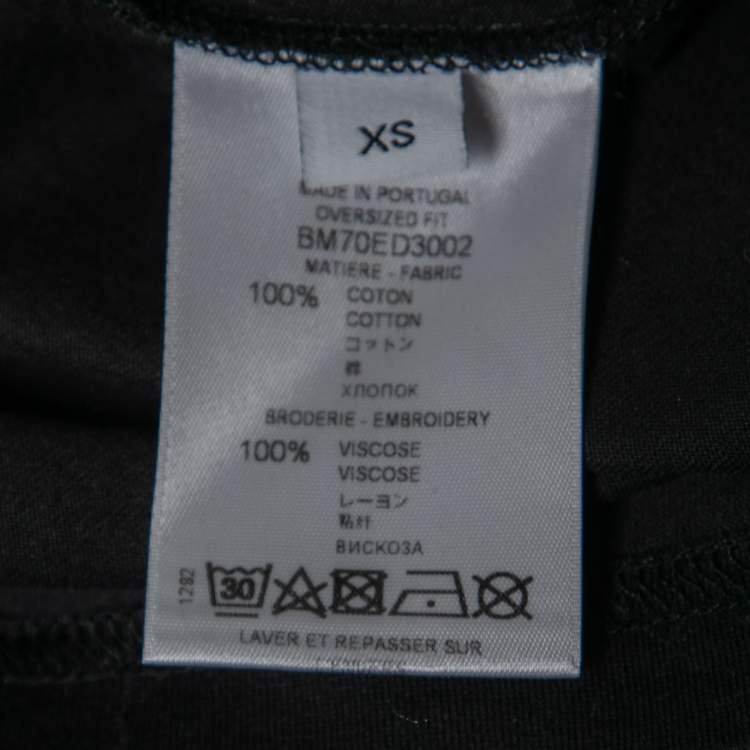 XS
MADE IN PORTUGAL
OVERSIZED FIT
BM70ED3002
MATIERE - FABRIC
100% COTON
COTTON
コットン
棉
ХЛОПОК
BRODERIE - EMBROIDERY
100% VISCOSE
VISCOSE
レーヨン
粘纤
ВИСКОЗА
1282
30
LAVER ET REPASSER SUR